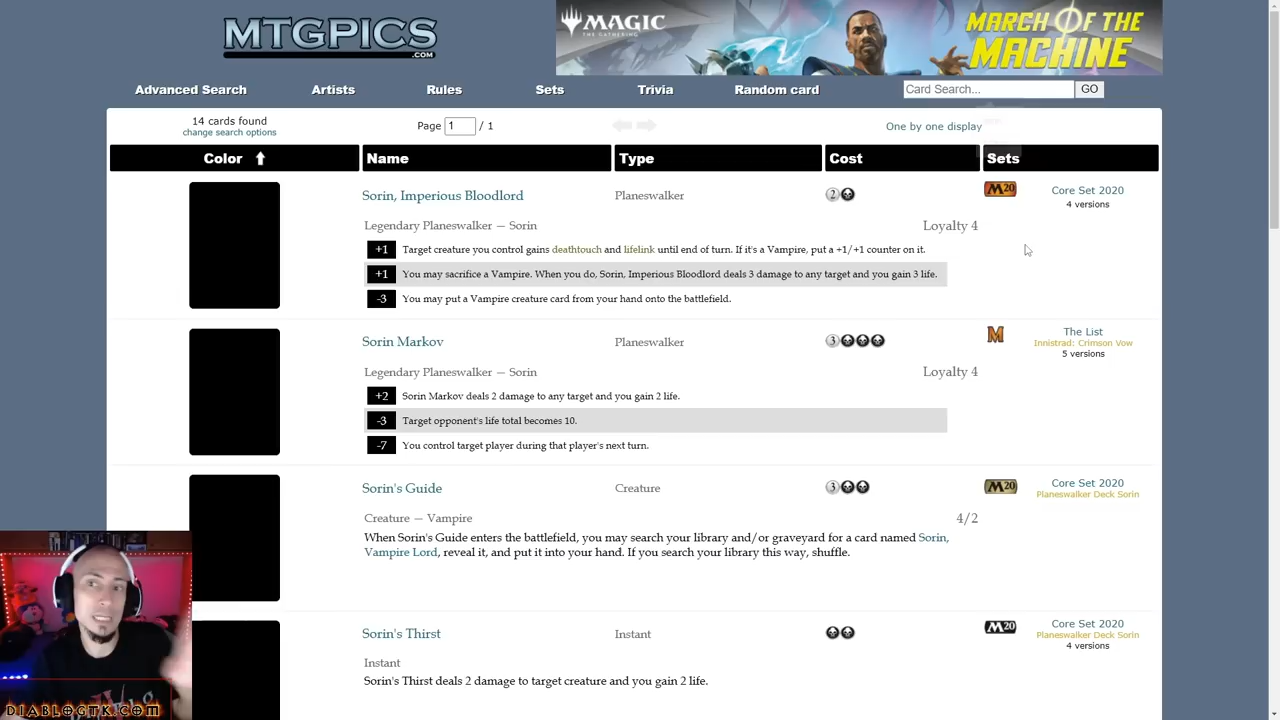 MTGPICS
.COM
MAGIC
THE GATHERING
MARCH OF THE
MACHINE
Advanced Search
Artists
Rules
Sets
Trivia
Random card
Card Search...
GO
14 cards found
change search options
Page 1 / 1
One by one display
Color
Name
Type
Cost
Sets
Sorin, Imperious Bloodlord
Planeswalker
2
M20
Core Set 2020
4 versions
Legendary Planeswalker — Sorin
Loyalty 4
+1 Target creature you control gains deathtouch and lifelink until end of turn. If it's a Vampire, put a +1/+1 counter on it.
+1 You may sacrifice a Vampire. When you do, Sorin, Imperious Bloodlord deals 3 damage to any target and you gain 3 life.
-3 You may put a Vampire creature card from your hand onto the battlefield.
Sorin Markov
Planeswalker
3
M
The List
Innistrad: Crimson Vow
5 versions
Legendary Planeswalker — Sorin
Loyalty 4
+2 Sorin Markov deals 2 damage to any target and you gain 2 life.
-3 Target opponent's life total becomes 10.
-7 You control target player during that player's next turn.
Sorin's Guide
Creature
3
M20
Core Set 2020
Planeswalker Deck Sorin
Creature — Vampire
4/2
When Sorin's Guide enters the battlefield, you may search your library and/or graveyard for a card named Sorin,
Vampire Lord, reveal it, and put it into your hand. If you search your library this way, shuffle.
Sorin's Thirst
Instant
M20
Core Set 2020
Planeswalker Deck Sorin
4 versions
Instant
Sorin's Thirst deals 2 damage to target creature and you gain 2 life.
DIABLOGTK.COM